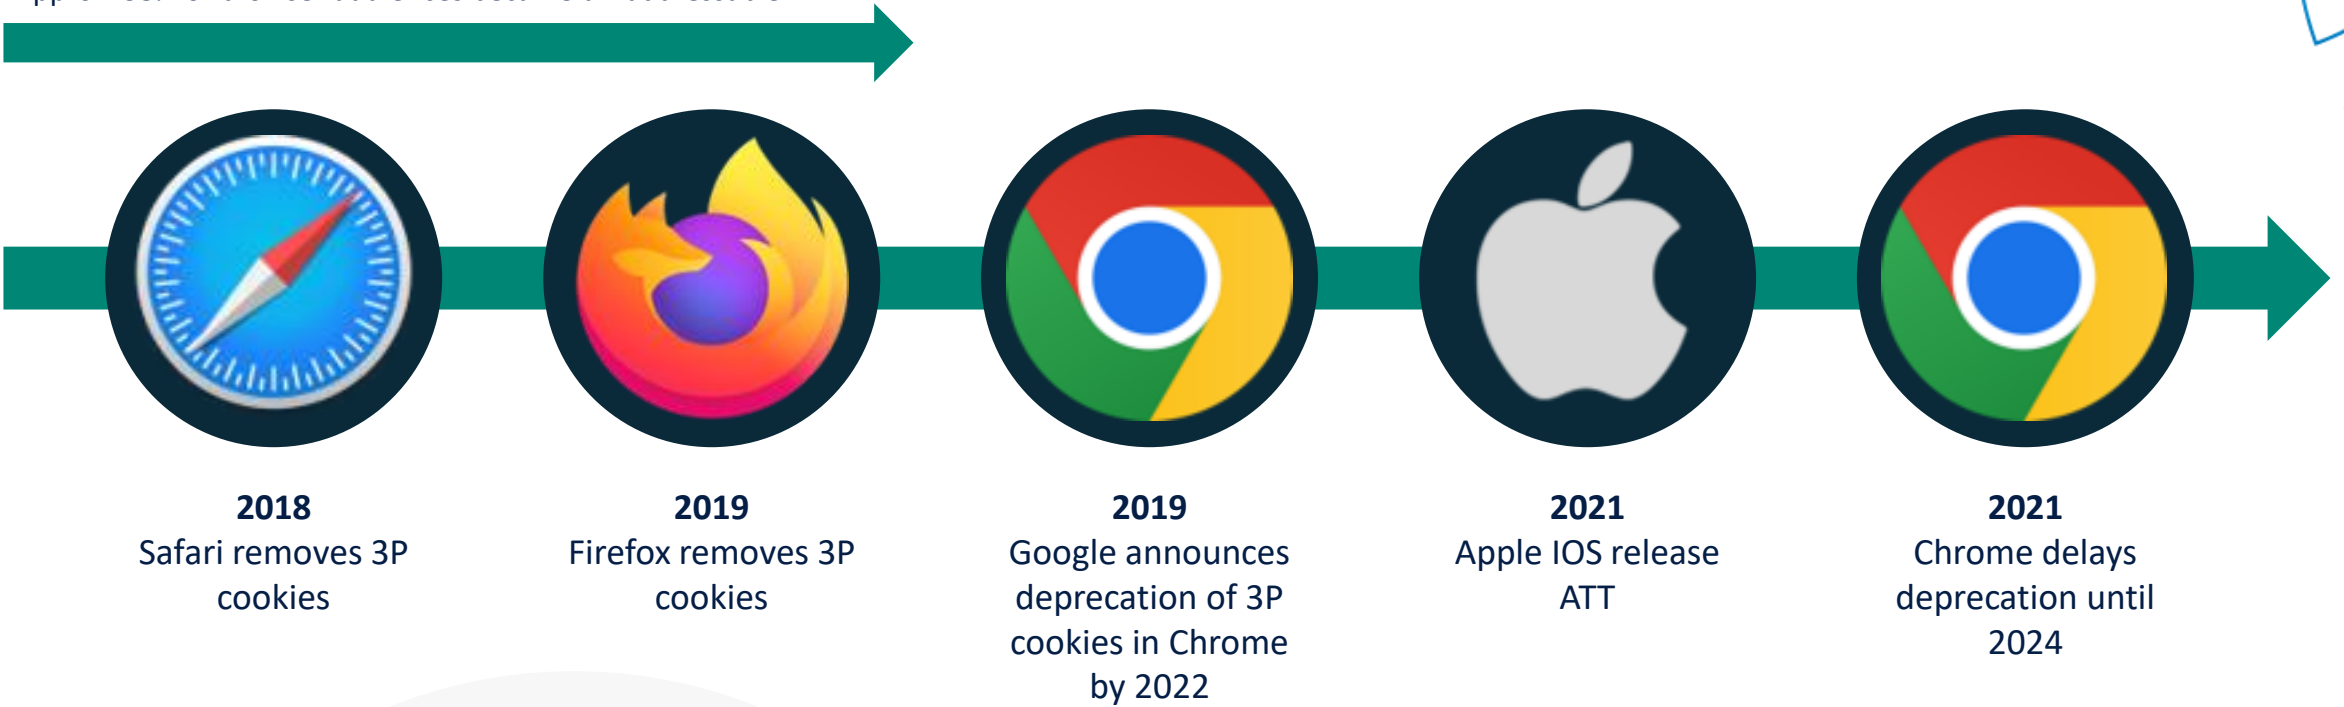 2018
Safari removes 3P
cookies
2019
Firefox removes 3P
cookies
2019
Google announces
deprecation of 3P
cookies in Chrome
by 2022
2021
Apple IOS release
ATT
2021
Chrome delays
deprecation until
2024